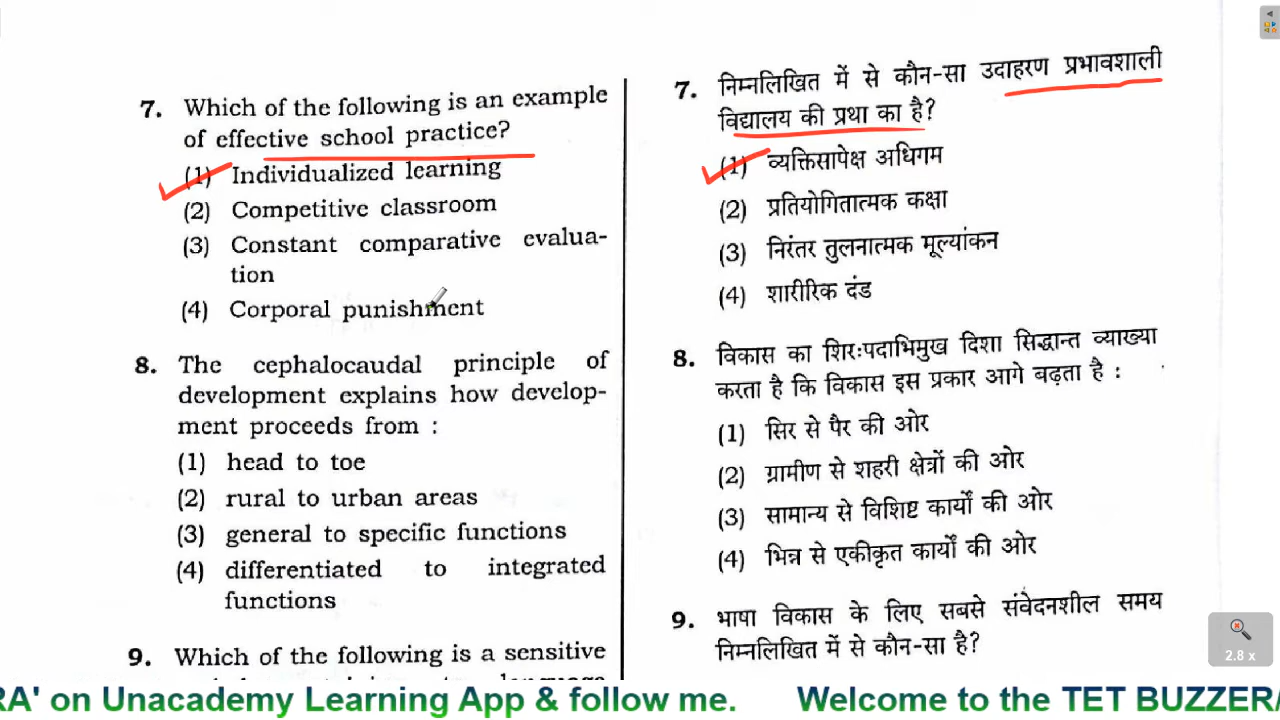 7. Which of the following is an example
of effective school practice?
(1) Individualized learning
(2) Competitive classroom
(3) Constant comparative evalua-
tion
(4) Corporal punishment
8. The cephalocaudal principle of
development explains how develop-
ment proceeds from :
(1) head to toe
(2) rural to urban areas
(3) general to specific functions
(4) differentiated to integrated
functions
9. Which of the following is a sensitive
7. निम्नलिखित में से कौन-सा उदाहरण प्रभावशाली
विद्यालय की प्रथा का है?
(1) व्यक्तिसापेक्ष अधिगम
(2) प्रतियोगितात्मक कक्षा
(3) निरंतर तुलनात्मक मूल्यांकन
(4) शारीरिक दंड
8. विकास का शिरःपदाभिमुख दिशा सिद्धान्त व्याख्या
करता है कि विकास इस प्रकार आगे बढ़ता है :
(1) सिर से पैर की ओर
(2) ग्रामीण से शहरी क्षेत्रों की ओर
(3) सामान्य से विशिष्ट कार्यों की ओर
(4) भिन्न से एकीकृत कार्यों की ओर
9. भाषा विकास के लिए सबसे संवेदनशील समय
निम्नलिखित में से कौन-सा है?
2.8 x
RA' on Unacademy Learning App & follow me. Welcome to the TET BUZZERA